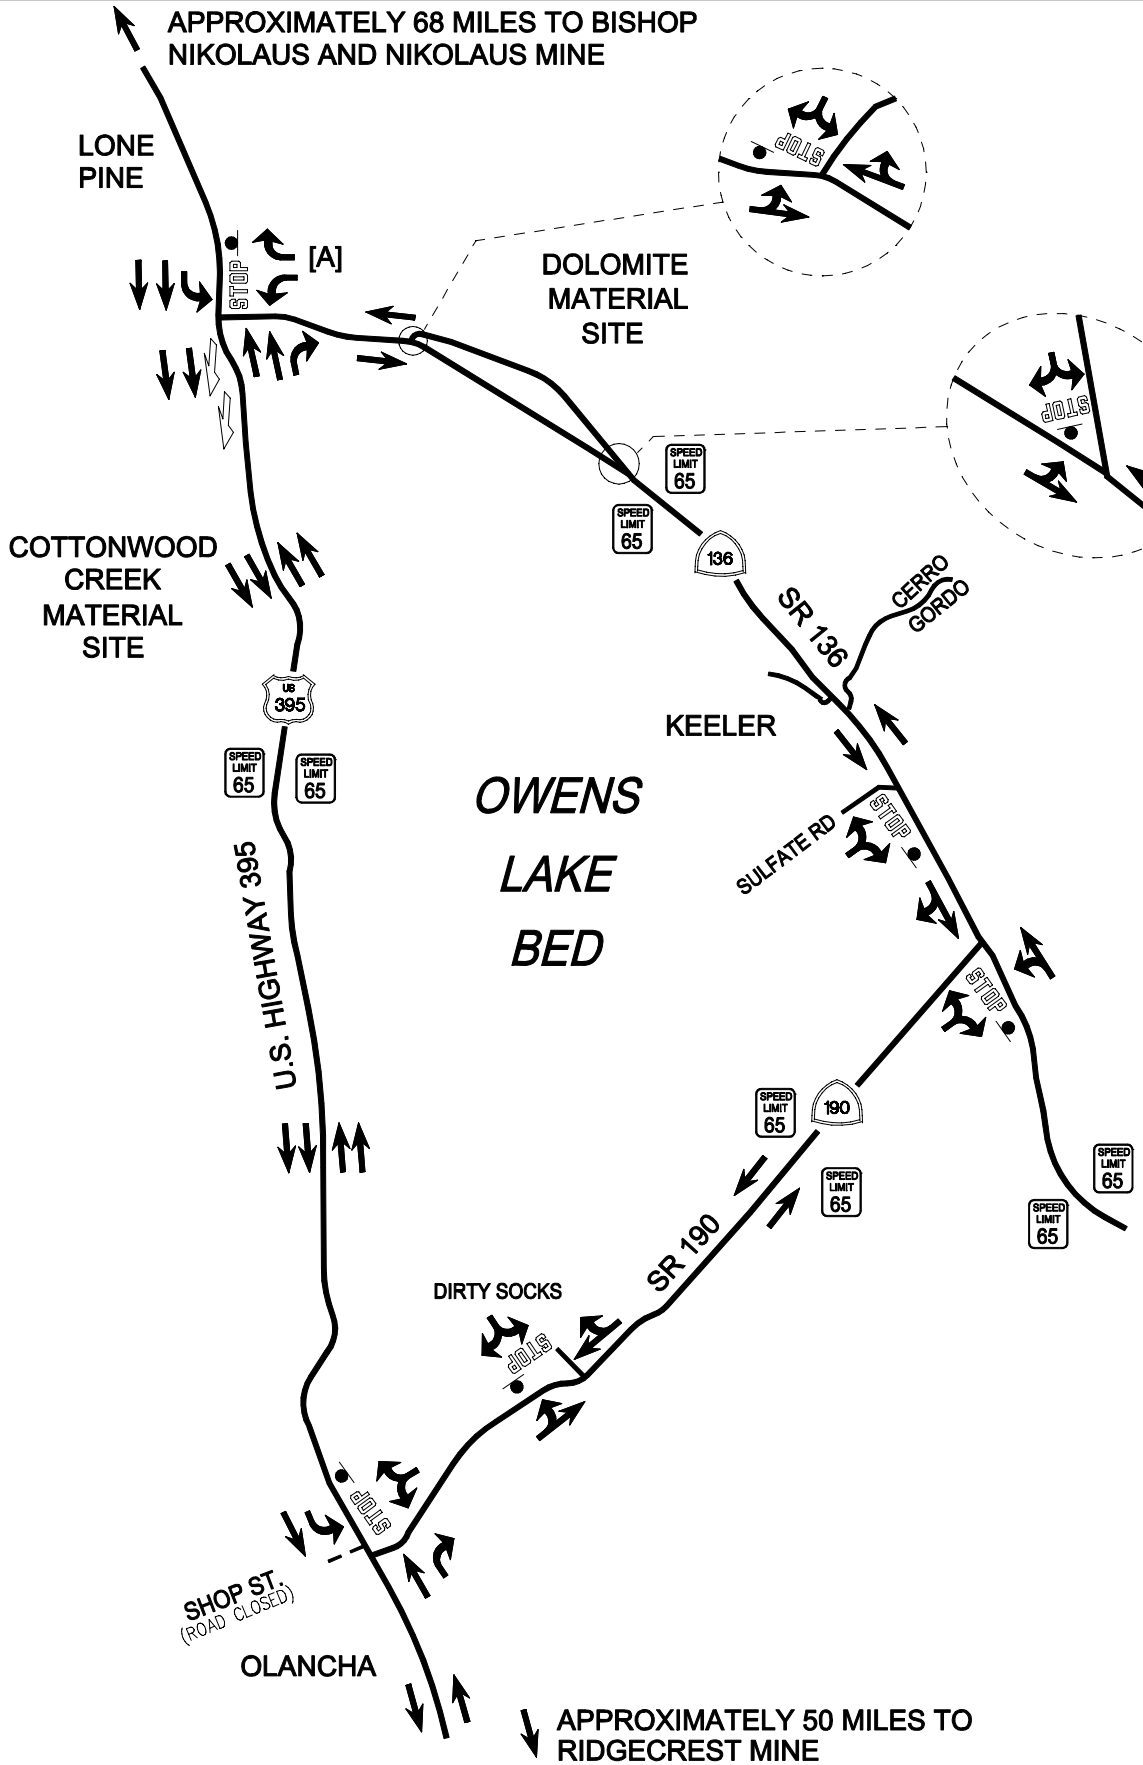 APPROXIMATELY 68 MILES TO BISHOP
NIKOLAUS AND NIKOLAUS MINE
LONE
PINE
STOP
[A]
STOP
DOLOMITE
MATERIAL
SITE
STOP
SPEED
LIMIT
65
SPEED
LIMIT
65
136
COTTONWOOD
CREEK
MATERIAL
SITE
CERRO
GORDO
SR 136
US
395
KEELER
SPEED
LIMIT
65
SPEED
LIMIT
65
OWENS
LAKE
BED
STOP
SULFATE RD
U.S. HIGHWAY 395
STOP
190
SPEED
LIMIT
65
SPEED
LIMIT
65
SPEED
LIMIT
65
SPEED
LIMIT
65
SR 190
DIRTY SOCKS
STOP
STOP
SHOP ST.
(ROAD CLOSED)
OLANCHA
APPROXIMATELY 50 MILES TO
RIDGECREST MINE